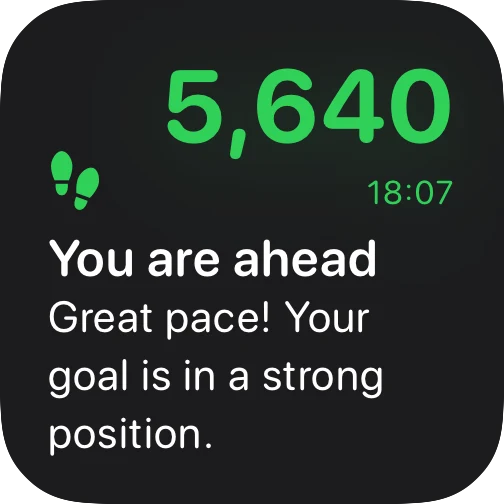 5,640
18:07
You are ahead
Great pace! Your
goal is in a strong
position.